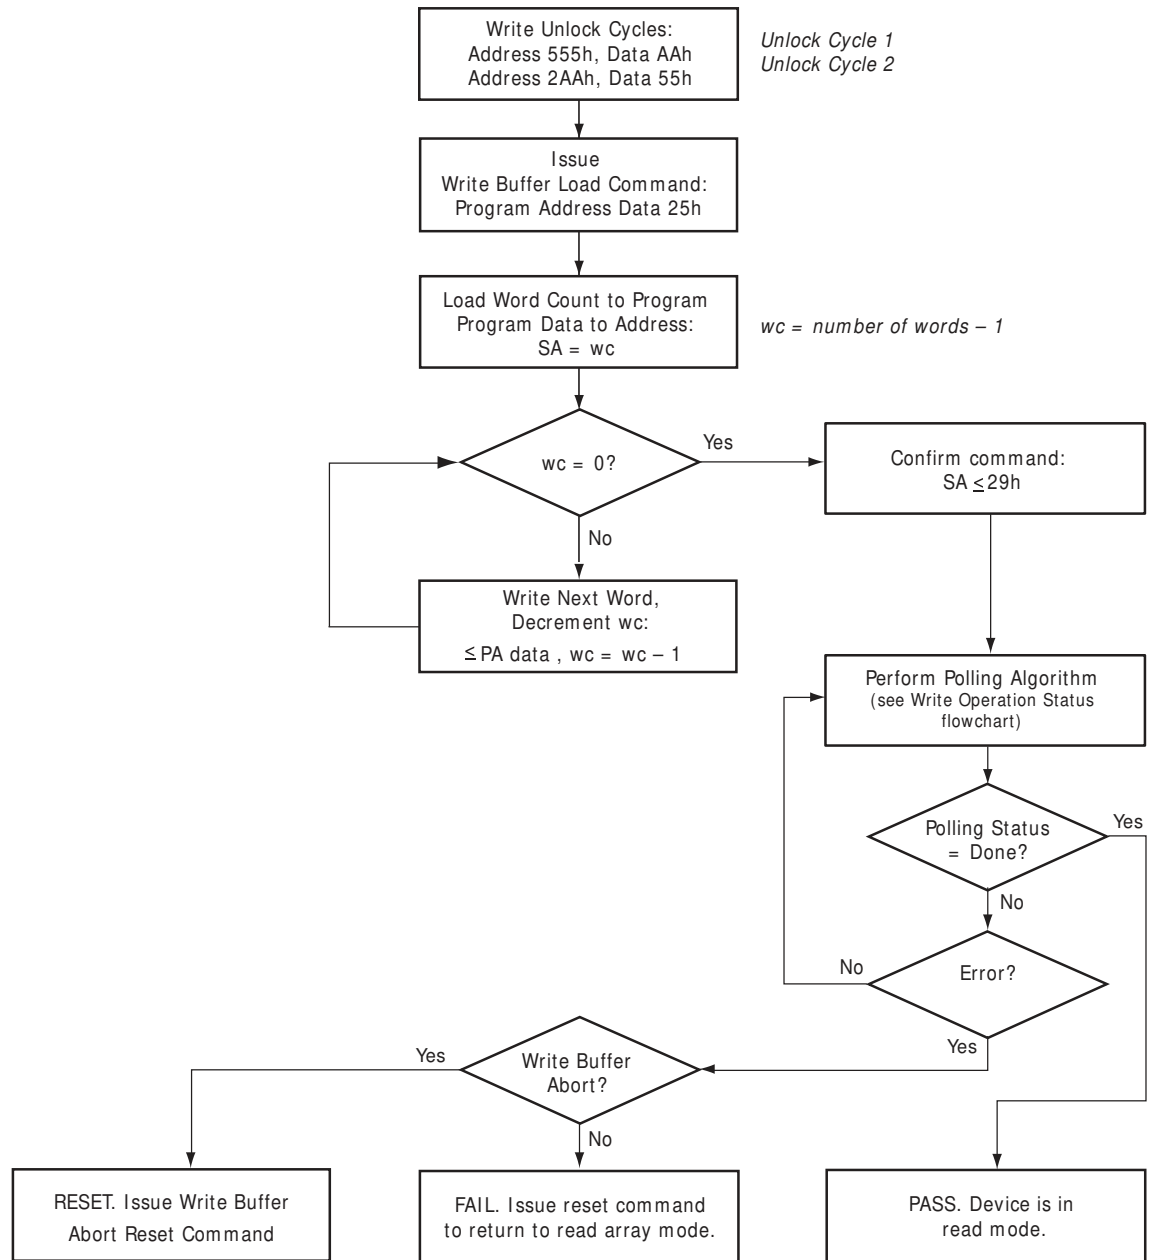 Write Unlock Cycles:
Address 555h, Data AAh
Address 2AAh, Data 55h
Unlock Cycle 1
Unlock Cycle 2
Issue
Write Buffer Load Command:
Program Address Data 25h
Load Word Count to Program
Program Data to Address:
SA = wc
wc = number of words – 1
wc = 0?
Yes
No
Confirm command:
SA ≤ 29h
Write Next Word,
Decrement wc:
≤ PA data , wc = wc – 1
Perform Polling Algorithm
(see Write Operation Status
flowchart)
Polling Status
= Done?
Yes
No
Error?
No
Yes
Write Buffer
Abort?
Yes
No
RESET. Issue Write Buffer
Abort Reset Command
FAIL. Issue reset command
to return to read array mode.
PASS. Device is in
read mode.